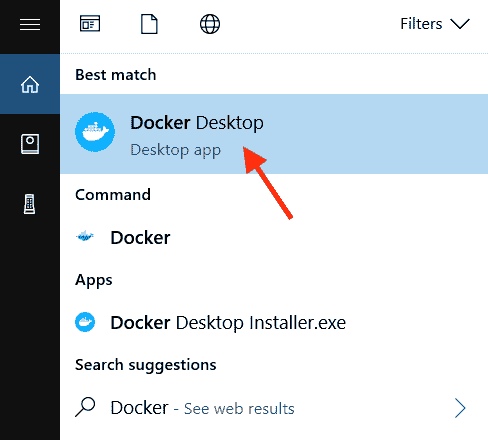 Filters
Best match
Docker Desktop
Desktop app
Command
Docker
Apps
Docker Desktop Installer.exe
Search suggestions
Docker - See web results